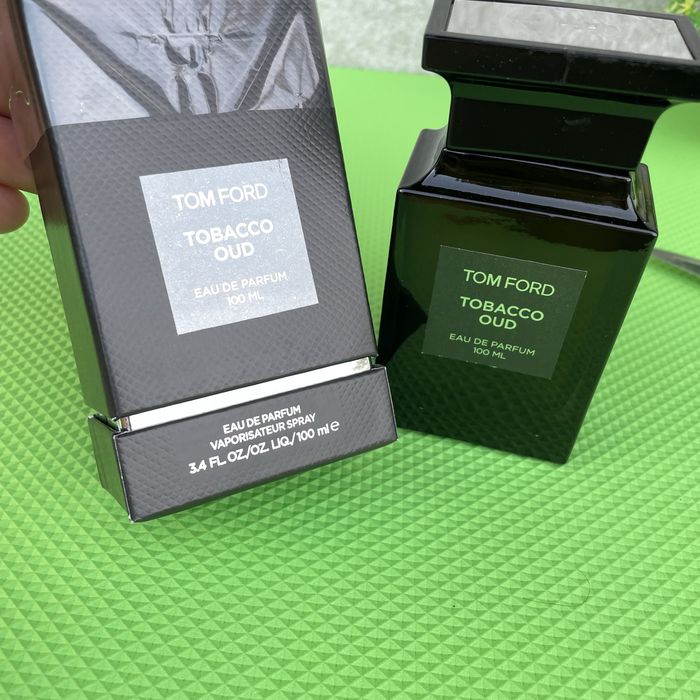 TOM FORD
TOBACCO
OUD
EAU DE PARFUM
100 ML
EAU DE PARFUM
VAPORISATEUR SPRAY
3.4 FL. OZ./OZ. LIQ./100 ml ℮
TOM FORD
TOBACCO
OUD
EAU DE PARFUM
100 ML